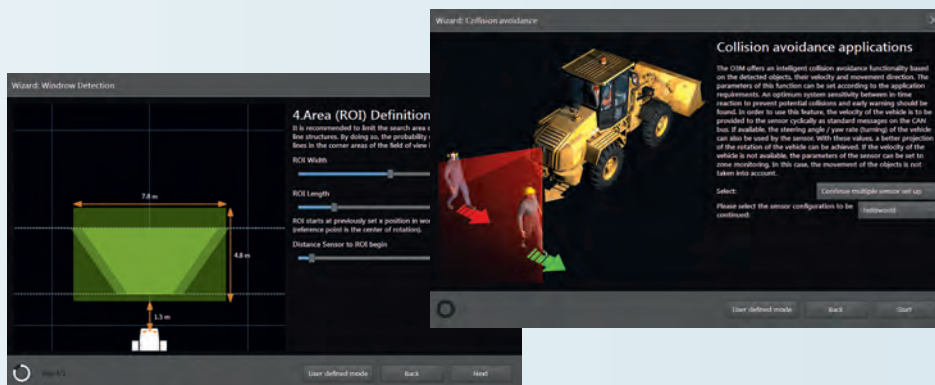 Wizard: Windrow Detection
4.Area (ROI) Definition
It is recommended to limit the search area
line structures. By doing so, the probability
lines in the corner areas of the field of view
ROI Width
ROI Length
ROI starts at previously set a position in wor
(reference point is the center of rotation).
Distance Sensor to ROI begin
7.8 m
4.8 m
1.5 m
User defined mode
Back
Next
Wizard: Collision avoidance
Collision avoidance applications
The O3M offers an intelligent collision avoidance functionality based
on the detected objects, their velocity and movement direction. The
parameters of this function can be set according to the application
requirements. An optimum system sensitivity between in-time
reaction to prevent potential collisions and early warning should be
found. In order to use this feature, the velocity of the vehicle is to be
provided to the sensor cyclically as standard messages on the CAN
bus. If available, the steering angle / yaw rate (turning) of the vehicle
can also be used by the sensor. With these values, a better projection
of the rotation of the vehicle can be achieved. If the velocity of the
vehicle is not available, the parameters of the sensor can be set to
zone monitoring. In this case, the movement of the objects is not
taken into account.
Select:
Continue multiple sensor set up
Please select the sensor configuration to be
continued:
helloworld
User defined mode
Back
Start